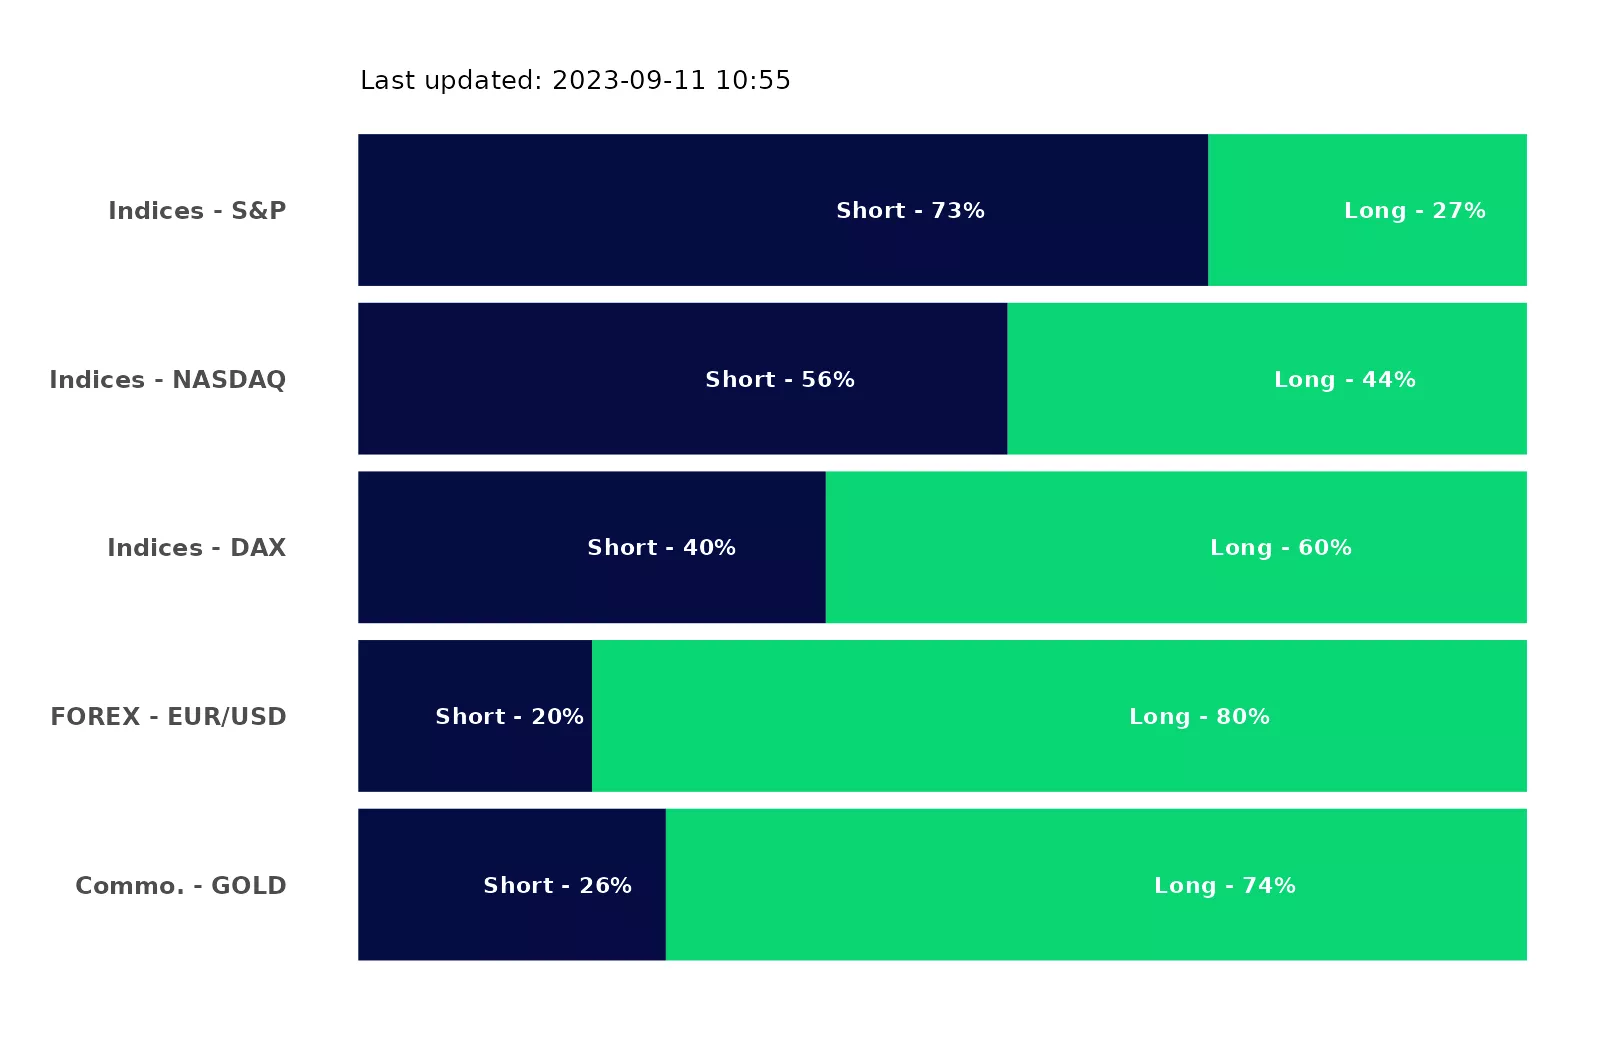 Last updated: 2023-09-11 10:55
Indices - S&P Short - 73% Long - 27%
Indices - NASDAQ Short - 56% Long - 44%
Indices - DAX Short - 40% Long - 60%
FOREX - EUR/USD Short - 20% Long - 80%
Commo. - GOLD Short - 26% Long - 74%